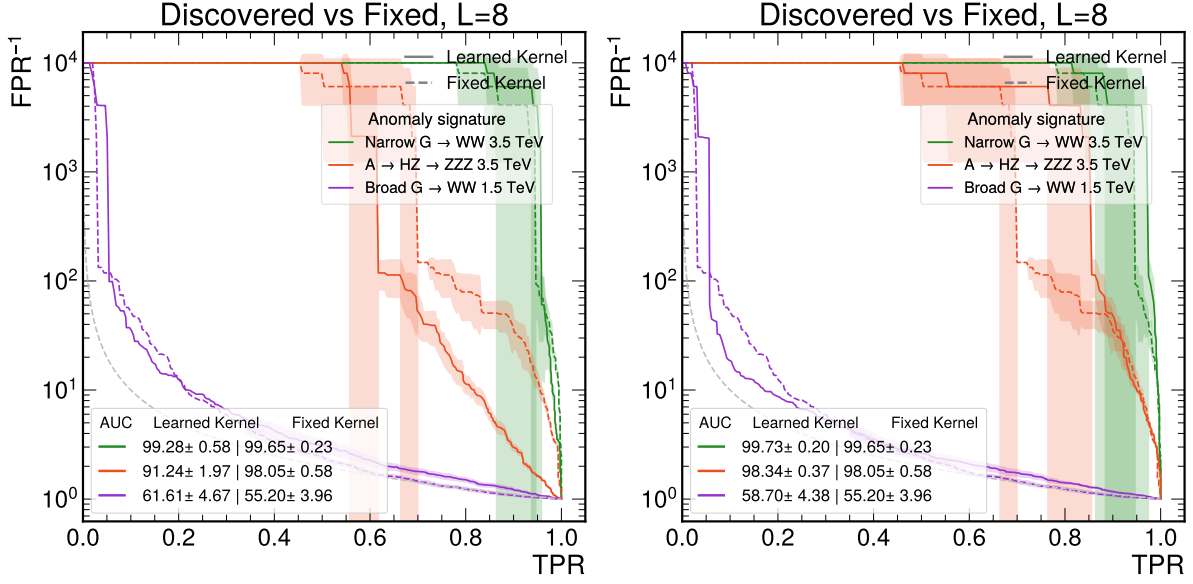 Discovered vs Fixed, L=8
FPR⁻¹
10⁴
10³
10²
10¹
10⁰
Learned Kernel
Fixed Kernel
Anomaly signature
Narrow G → WW 3.5 TeV
A → HZ → ZZZ 3.5 TeV
Broad G → WW 1.5 TeV
AUC Learned Kernel Fixed Kernel
99.28± 0.58 | 99.65± 0.23
91.24± 1.97 | 98.05± 0.58
61.61± 4.67 | 55.20± 3.96
0.0 0.2 0.4 0.6 0.8 1.0
TPR
Discovered vs Fixed, L=8
FPR⁻¹
10⁴
10³
10²
10¹
10⁰
Learned Kernel
Fixed Kernel
Anomaly signature
Narrow G → WW 3.5 TeV
A → HZ → ZZZ 3.5 TeV
Broad G → WW 1.5 TeV
AUC Learned Kernel Fixed Kernel
99.73± 0.20 | 99.65± 0.23
98.34± 0.37 | 98.05± 0.58
58.70± 4.38 | 55.20± 3.96
0.0 0.2 0.4 0.6 0.8 1.0
TPR